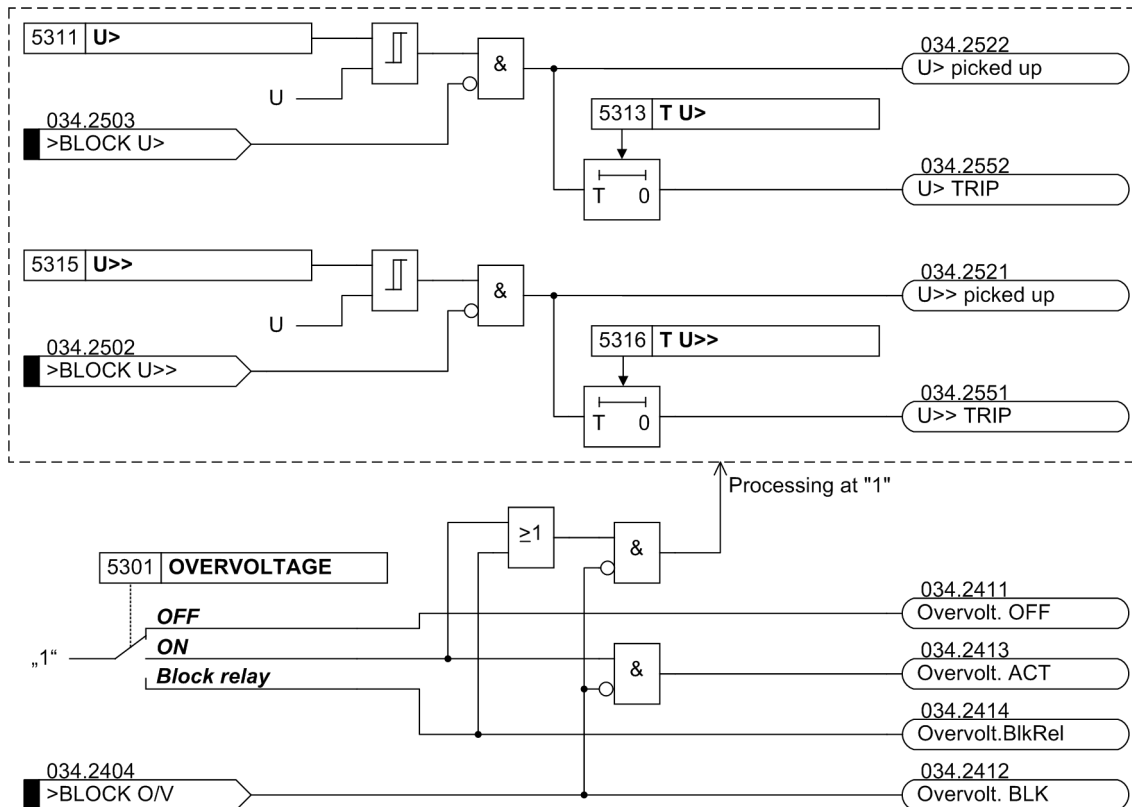 5311 U>
034.2522
U> picked up
&
U
034.2503
>BLOCK U>
5313 T U>
034.2552
T 0
U> TRIP
5315 U>>
034.2521
U>> picked up
&
U
034.2502
>BLOCK U>>
5316 T U>>
034.2551
T 0
U>> TRIP
Processing at "1"
≥1
&
5301 OVERVOLTAGE
034.2411
OFF
Overvolt. OFF
„1“
ON
034.2413
&
Overvolt. ACT
Block relay
034.2414
Overvolt.BlkRel
034.2404
>BLOCK O/V
034.2412
Overvolt. BLK